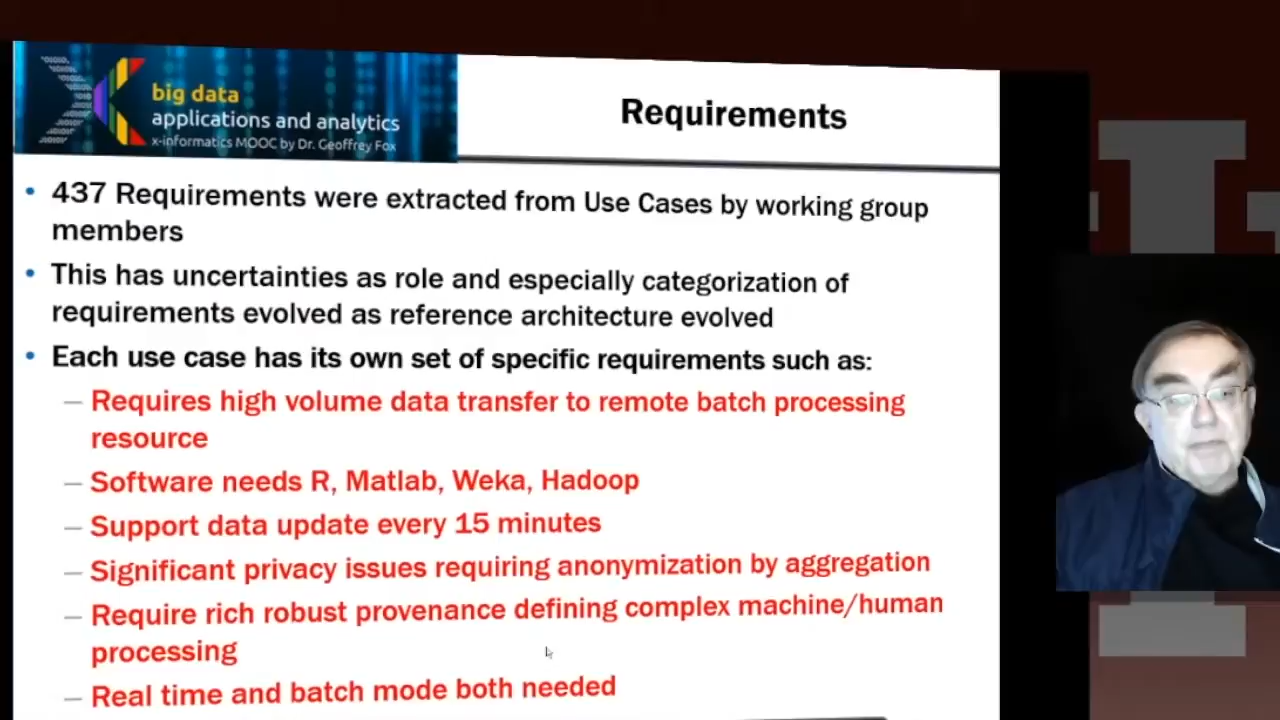 big data
applications and analytics
x-informatics MOOC by Dr. Geoffrey Fox
Requirements
• 437 Requirements were extracted from Use Cases by working group
members
• This has uncertainties as role and especially categorization of
requirements evolved as reference architecture evolved
• Each use case has its own set of specific requirements such as:
— Requires high volume data transfer to remote batch processing
resource
— Software needs R, Matlab, Weka, Hadoop
— Support data update every 15 minutes
— Significant privacy issues requiring anonymization by aggregation
— Require rich robust provenance defining complex machine/human
processing
— Real time and batch mode both needed